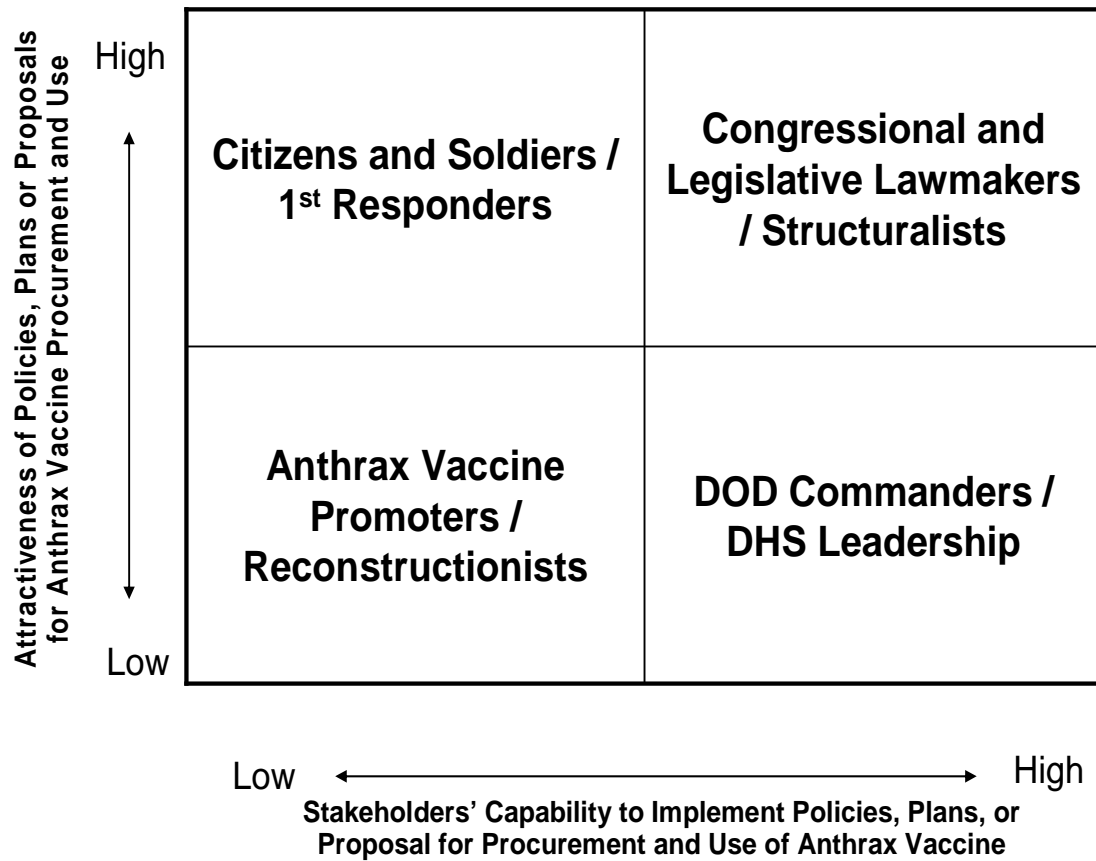 Attractiveness of Policies, Plans or Proposals
for Anthrax Vaccine Procurement and Use
High
Low
Citizens and Soldiers /
1st Responders
Congressional and
Legislative Lawmakers
/ Structuralists
Anthrax Vaccine
Promoters /
Reconstructionists
DOD Commanders /
DHS Leadership
Low
High
Stakeholders’ Capability to Implement Policies, Plans, or
Proposal for Procurement and Use of Anthrax Vaccine